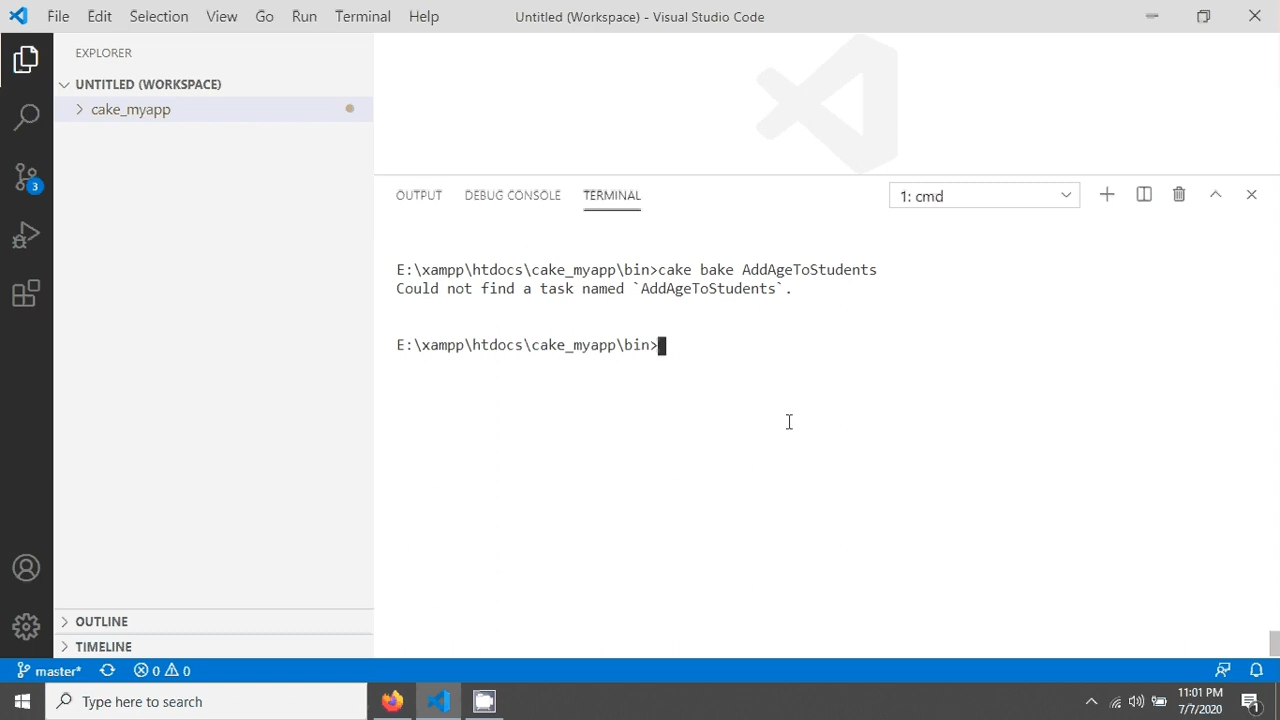 File Edit Selection View Go Run Terminal Help Untitled (Workspace) - Visual Studio Code
EXPLORER
UNTITLED (WORKSPACE)
cake_myapp
3
OUTPUT DEBUG CONSOLE TERMINAL 1: cmd
E:\xampp\htdocs\cake_myapp\bin>cake bake AddAgeToStudents
Could not find a task named `AddAgeToStudents`.
E:\xampp\htdocs\cake_myapp\bin>
OUTLINE
TIMELINE
master* 0 0
Type here to search
11:01 PM
7/7/2020
1